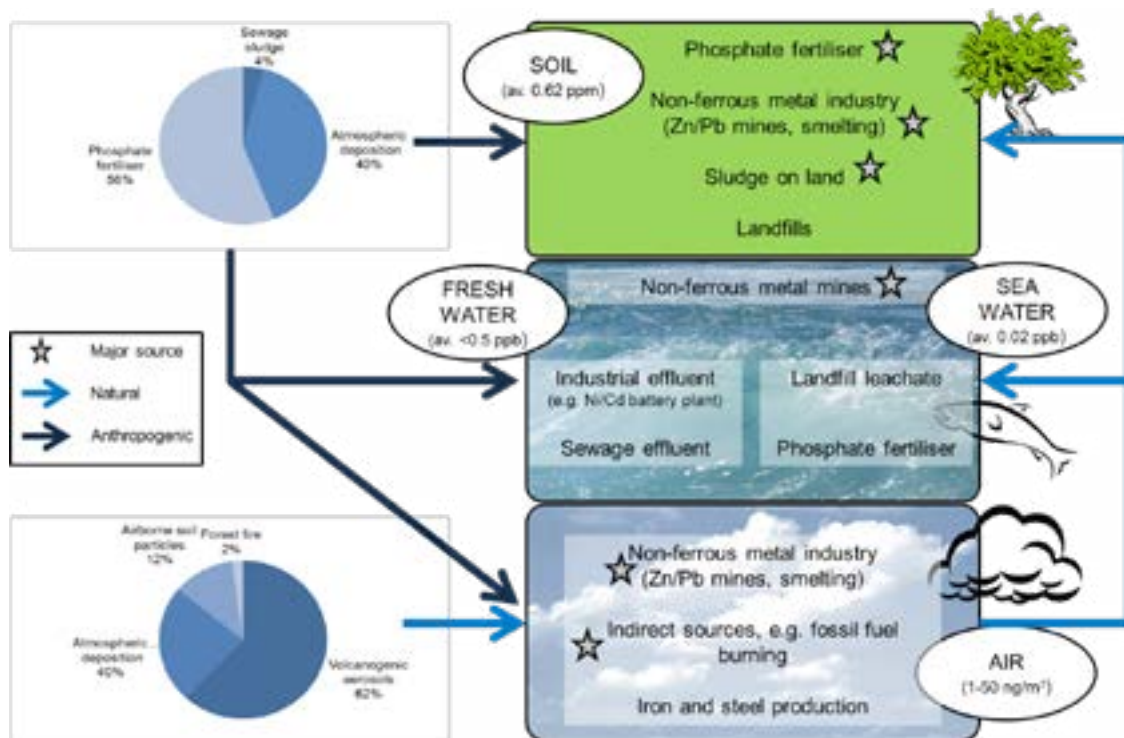 Sewage
sludge
4%
Atmospheric
deposition
40%
Phosphate
fertiliser
56%
SOIL
(av. 0.62 ppm)
Phosphate fertiliser
Non-ferrous metal industry
(Zn/Pb mines, smelting)
Sludge on land
Landfills
FRESH
WATER
(av. <0.5 ppb)
Non-ferrous metal mines
SEA
WATER
(av. 0.02 ppb)
Major source
Natural
Anthropogenic
Industrial effluent
(e.g. Ni/Cd battery plant)
Landfill leachate
Sewage effluent
Phosphate fertiliser
Airborne soil
particles
12%
Forest fire
2%
Atmospheric
deposition
40%
Volcanogenic
aerosols
62%
Non-ferrous metal industry
(Zn/Pb mines, smelting)
Indirect sources, e.g. fossil fuel
burning
Iron and steel production
AIR
(1-50 ng/m³)